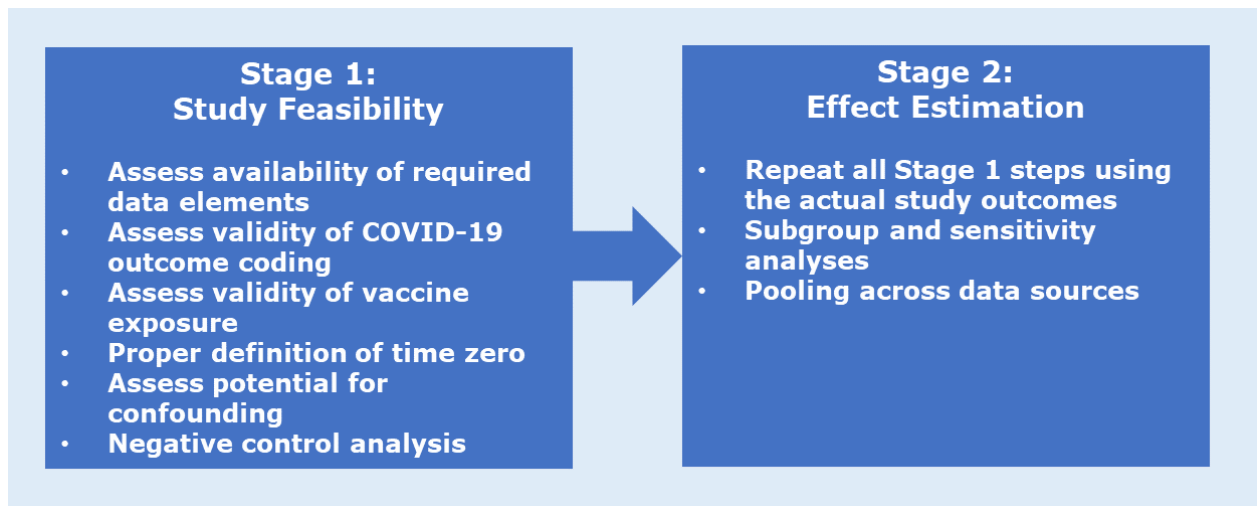 Stage 1:
Study Feasibility
• Assess availability of required
data elements
• Assess validity of COVID-19
outcome coding
• Assess validity of vaccine
exposure
• Proper definition of time zero
• Assess potential for
confounding
• Negative control analysis
Stage 2:
Effect Estimation
• Repeat all Stage 1 steps using
the actual study outcomes
• Subgroup and sensitivity
analyses
• Pooling across data sources